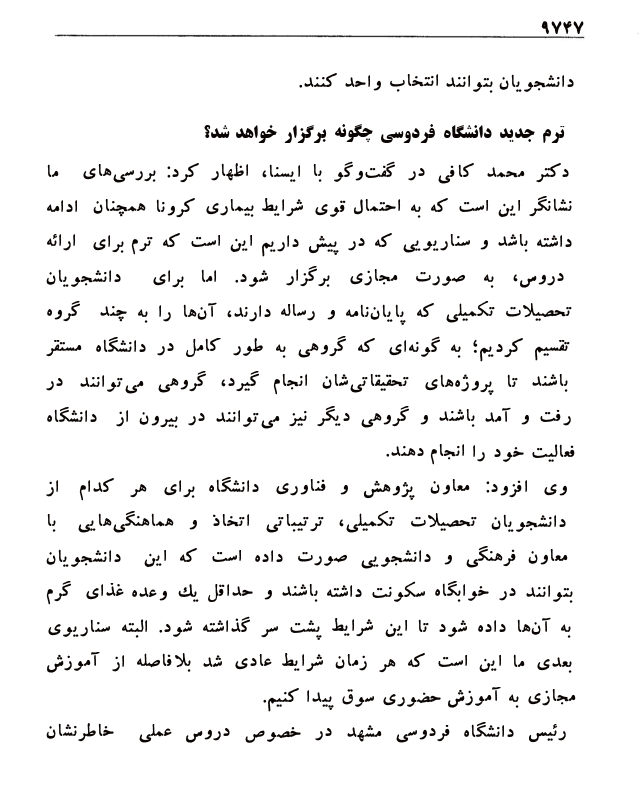 ۹۷۴۷
دانشجویان بتوانند انتخاب واحد کنند.
ترم جدید دانشگاه فردوسی چگونه برگزار خواهد شد؟
دکتر محمد کافی در گفت‌وگو با ایسنا، اظهار کرد: بررسی‌های ما
نشانگر این است که به احتمال قوی شرایط بیماری کرونا همچنان ادامه
داشته باشد و سناریویی که در پیش داریم این است که ترم برای ارائه
دروس، به صورت مجازی برگزار شود. اما برای دانشجویان
تحصیلات تکمیلی که پایان‌نامه و رساله دارند، آن‌ها را به چند گروه
تقسیم کردیم؛ به گونه‌ای که گروهی به طور کامل در دانشگاه مستقر
باشند تا پروژه‌های تحقیقاتی‌شان انجام گیرد، گروهی می‌توانند در
رفت و آمد باشند و گروهی دیگر نیز می‌توانند در بیرون از دانشگاه
فعالیت خود را انجام دهند.
وی افزود: معاون پژوهش و فناوری دانشگاه برای هر کدام از
دانشجویان تحصیلات تکمیلی، ترتیباتی اتخاذ و هماهنگی‌هایی با
معاون فرهنگی و دانشجویی صورت داده است که این دانشجویان
بتوانند در خوابگاه سکونت داشته باشند و حداقل یك وعده غذای گرم
به آن‌ها داده شود تا این شرایط پشت سر گذاشته شود. البته سناریوی
بعدی ما این است که هر زمان شرایط عادی شد بلافاصله از آموزش
مجازی به آموزش حضوری سوق پیدا کنیم.
رئیس دانشگاه فردوسی مشهد در خصوص دروس عملی خاطرنشان